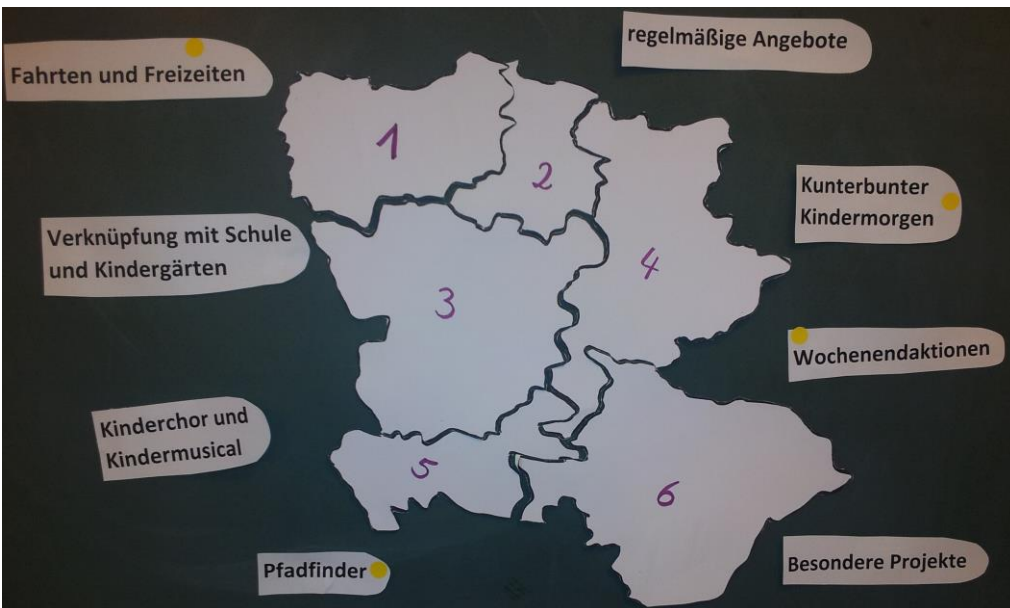 Fahrten und Freizeiten
regelmäßige Angebote
1
2
Kunterbunter
Kindermorgen
Verknüpfung mit Schule
und Kindergärten
3
4
Wochenendaktionen
Kinderchor und
Kindermusical
5
6
Pfadfinder
Besondere Projekte